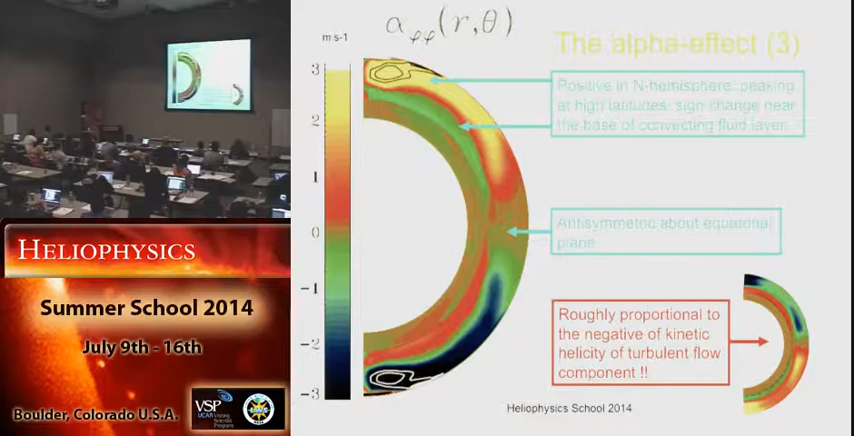 αφφ(r,θ)
m s-1
The alpha-effect (3)
3
2
1
0
−1
−2
−3
Positive in N-hemisphere, peaking
at high latitudes; sign change near
the base of convecting fluid layer.
Antisymmetric about equatorial
plane
Roughly proportional to
the negative of kinetic
helicity of turbulent flow
component !!
Heliophysics School 2014
HELIOPHYSICS
Summer School 2014
July 9th - 16th
Boulder, Colorado U.S.A.
VSP
UCAR Visiting
Scientist
Programs